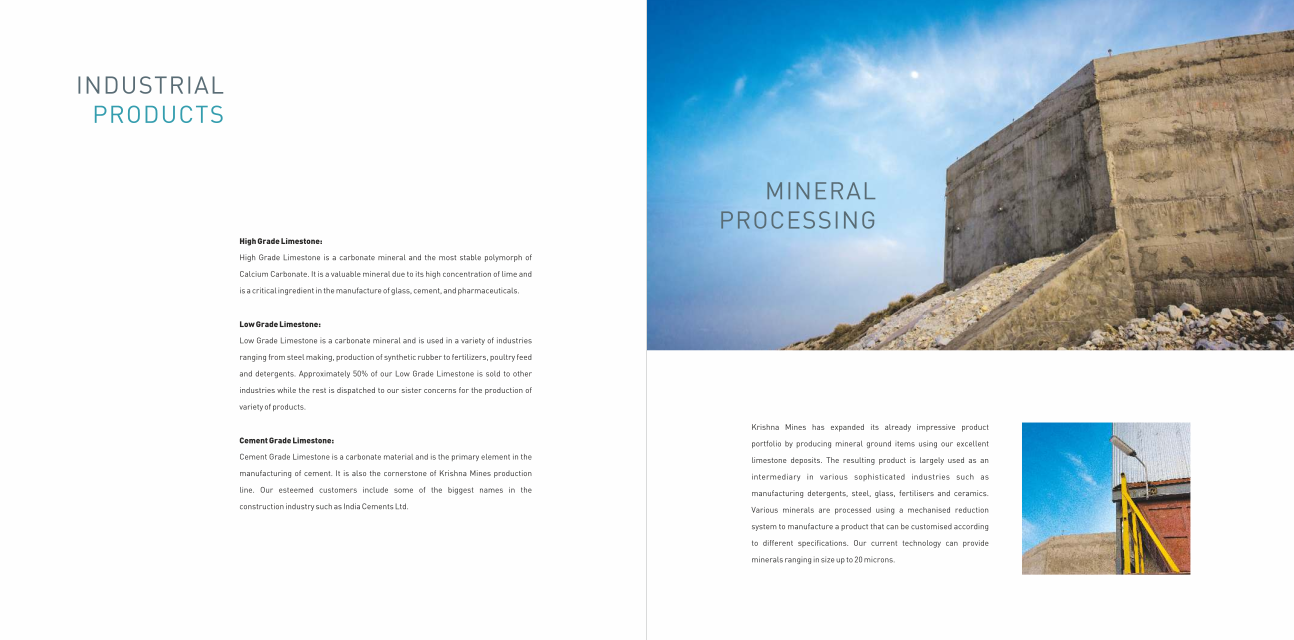 INDUSTRIAL
PRODUCTS
High Grade Limestone:
High Grade Limestone is a carbonate mineral and the most stable polymorph of
Calcium Carbonate. It is a valuable mineral due to its high concentration of lime and
is a critical ingredient in the manufacture of glass, cement, and pharmaceuticals.
Low Grade Limestone:
Low Grade Limestone is a carbonate mineral and is used in a variety of industries
ranging from steel making, production of synthetic rubber to fertilizers, poultry feed
and detergents. Approximately 50% of our Low Grade Limestone is sold to other
industries while the rest is dispatched to our sister concerns for the production of
variety of products.
Cement Grade Limestone:
Cement Grade Limestone is a carbonate material and is the primary element in the
manufacturing of cement. It is also the cornerstone of Krishna Mines production
line. Our esteemed customers include some of the biggest names in the
construction industry such as India Cements Ltd.
MINERAL
PROCESSING
Krishna Mines has expanded its already impressive product
portfolio by producing mineral ground items using our excellent
limestone deposits. The resulting product is largely used as an
intermediary in various sophisticated industries such as
manufacturing detergents, steel, glass, fertilisers and ceramics.
Various minerals are processed using a mechanised reduction
system to manufacture a product that can be customised according
to different specifications. Our current technology can provide
minerals ranging in size up to 20 microns.